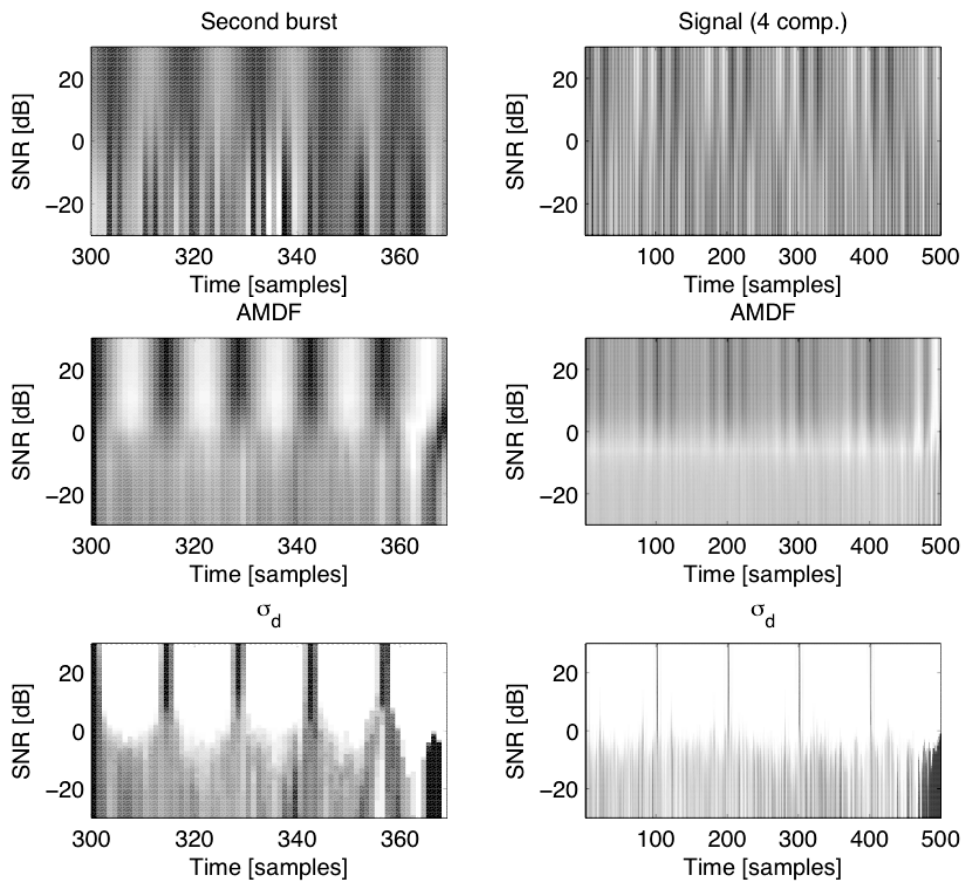 Second burst
SNR [dB]
20
0
−20
300 320 340 360
Time [samples]
Signal (4 comp.)
SNR [dB]
20
0
−20
100 200 300 400 500
Time [samples]
AMDF
SNR [dB]
20
0
−20
300 320 340 360
Time [samples]
AMDF
SNR [dB]
20
0
−20
100 200 300 400 500
Time [samples]
σd
SNR [dB]
20
0
−20
300 320 340 360
Time [samples]
σd
SNR [dB]
20
0
−20
100 200 300 400 500
Time [samples]